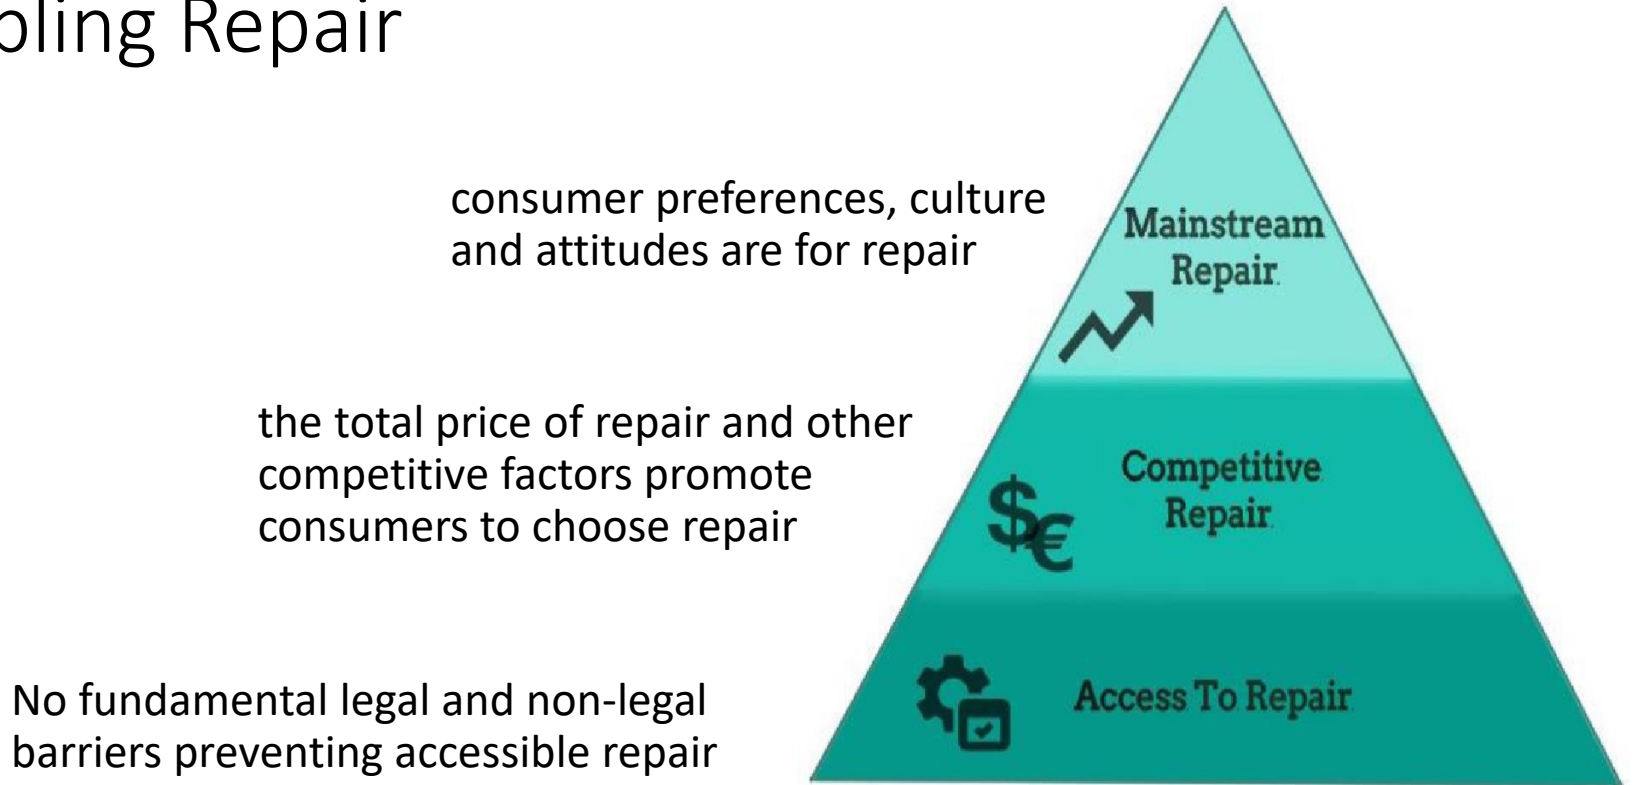 bling Repair
consumer preferences, culture
and attitudes are for repair
Mainstream
Repair.
the total price of repair and other
competitive factors promote
consumers to choose repair
Competitive
Repair
$€
No fundamental legal and non-legal
barriers preventing accessible repair
Access To Repair